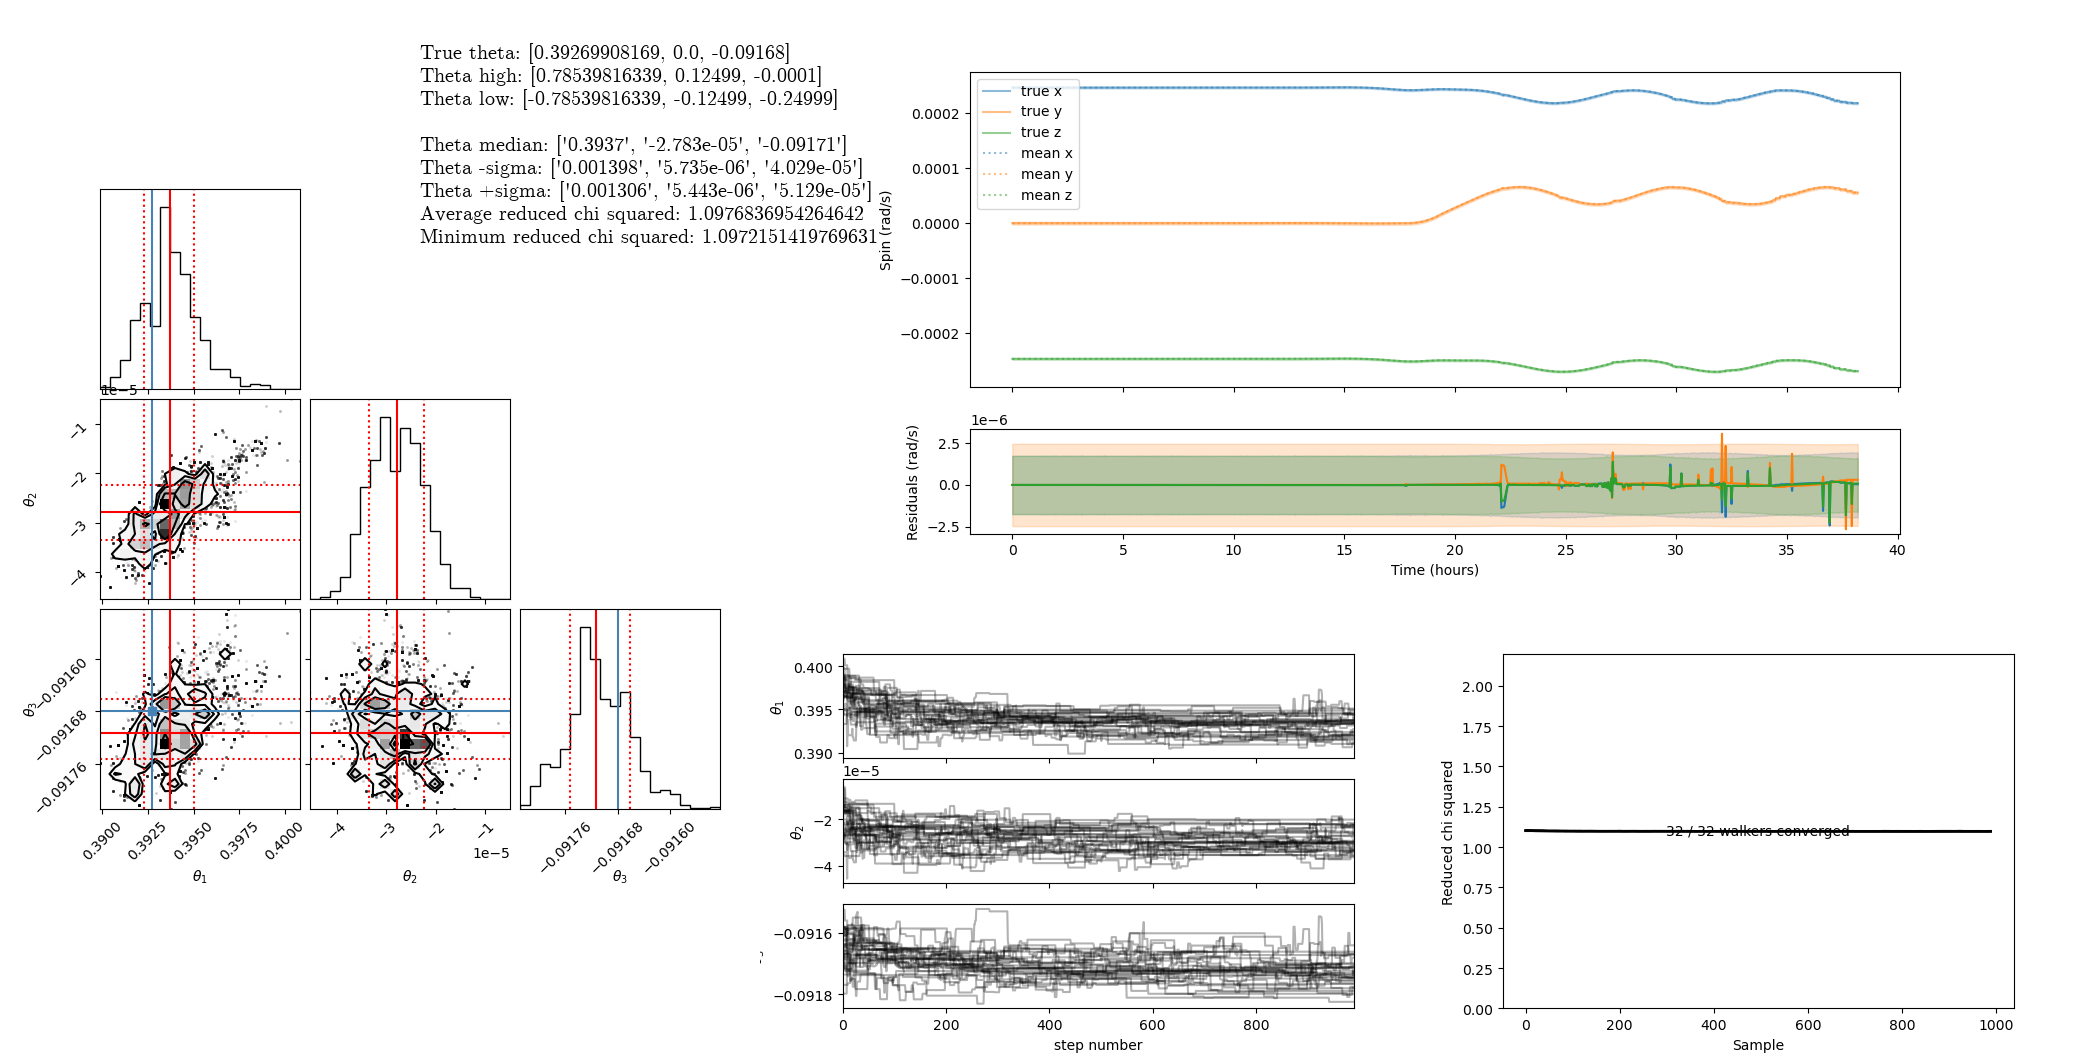 True theta: [0.39269908169, 0.0, -0.09168]
Theta high: [0.78539816339, 0.12499, -0.0001]
Theta low: [-0.78539816339, -0.12499, -0.24999]
Theta median: ['0.3937', '-2.783e-05', '-0.09171']
Theta -sigma: ['0.001398', '5.735e-06', '4.029e-05']
Theta +sigma: ['0.001306', '5.443e-06', '5.129e-05']
Average reduced chi squared: 1.0976836954264642
Minimum reduced chi squared: 1.0972151419769631
1e−5
−1
−2
−3
−4
θ2
−0.09160
−0.09168
−0.09176
θ3
0.3900
0.3925
0.3950
0.3975
0.4000
θ1
−4
−3
−2
−1
1e−5
θ2
−0.09176
−0.09168
−0.09160
θ3
true x
true y
true z
mean x
mean y
mean z
0.0002
0.0001
0.0000
−0.0001
−0.0002
Spin (rad/s)
1e−6
2.5
0.0
−2.5
Residuals (rad/s)
0
5
10
15
20
25
30
35
40
Time (hours)
0.400
0.395
0.390
θ1
1e−5
−2
−4
θ2
−0.0916
−0.0918
0
200
400
600
800
step number
2.00
1.75
1.50
1.25
1.00
0.75
0.50
0.25
0.00
Reduced chi squared
32 / 32 walkers converged
0
200
400
600
800
1000
Sample